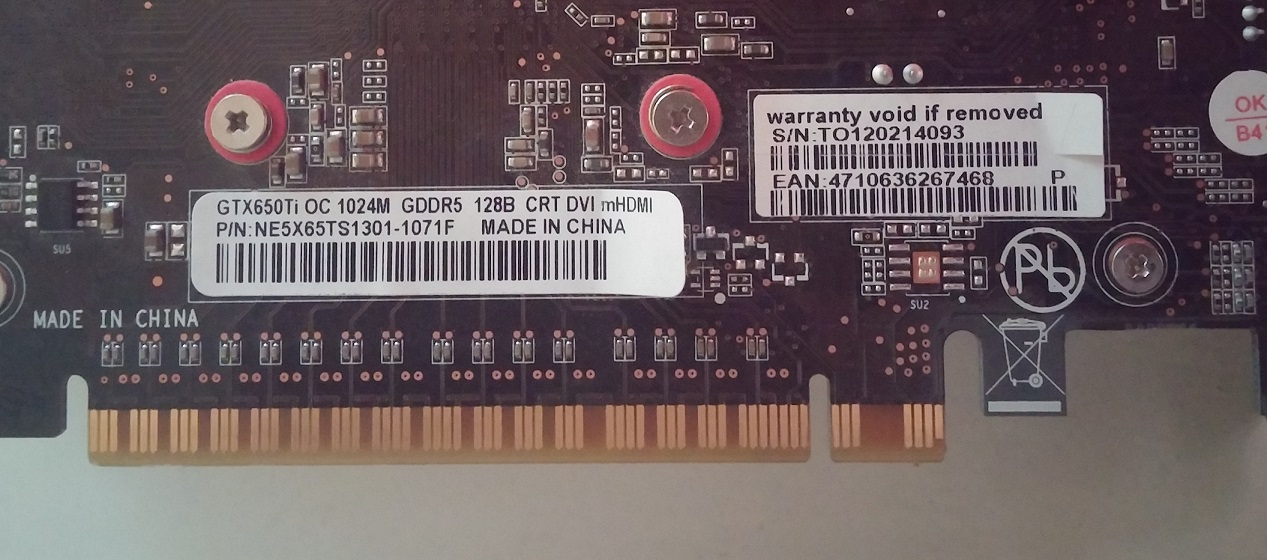 warranty void if removed
S/N:TO120214093
EAN:4710636267468 P
OK
GTX650Ti OC 1024M GDDR5 128B CRT DVI mHDMI
P/N:NE5X65TS1301-1071F MADE IN CHINA
SU5
SU2
Pb
MADE IN CHINA